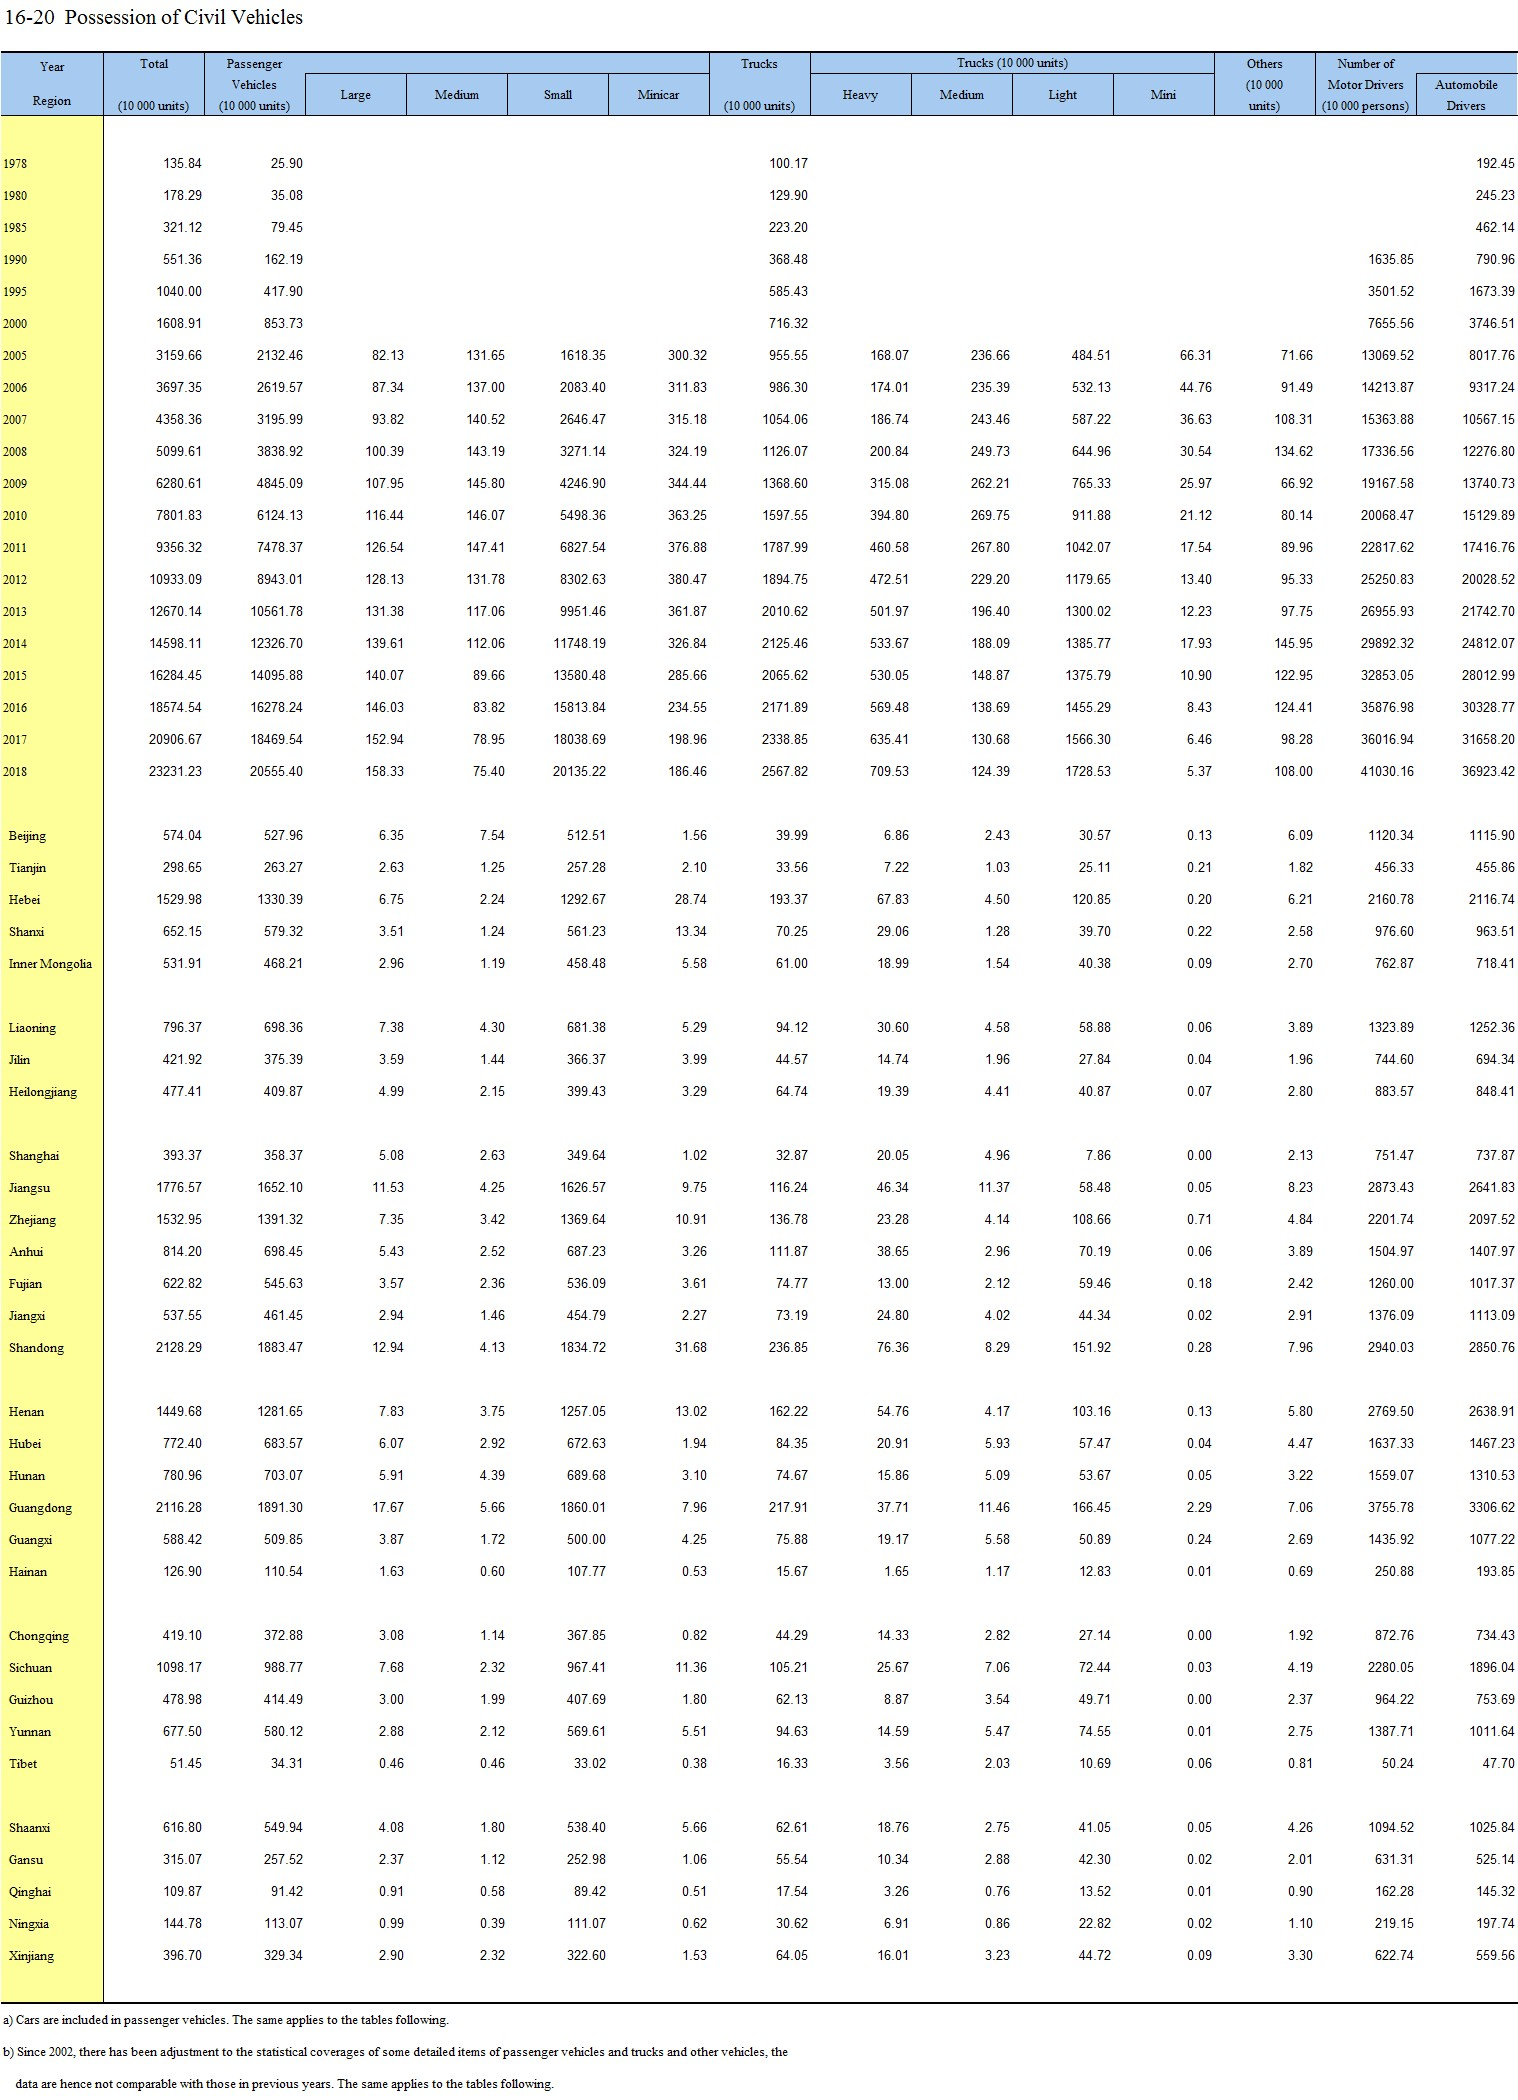 16-20 Possession of Civil Vehicles
Year Region Total (10 000 units) Passenger Vehicles (10 000 units) Large Medium Small Minicar Trucks (10 000 units) Trucks (10 000 units) Heavy Medium Light Mini Others (10 000 units) Number of Motor Drivers (10 000 persons) Automobile Drivers
1978 135.84 25.90 100.17 192.45
1980 178.29 35.08 129.90 245.23
1985 321.12 79.45 223.20 462.14
1990 551.36 162.19 368.48 1635.85 790.96
1995 1040.00 417.90 585.43 3501.52 1673.39
2000 1608.91 853.73 716.32 7655.56 3746.51
2005 3159.66 2132.46 82.13 131.65 1618.35 300.32 955.55 168.07 236.66 484.51 66.31 71.66 13069.52 8017.76
2006 3697.35 2619.57 87.34 137.00 2083.40 311.83 986.30 174.01 235.39 532.13 44.76 91.49 14213.87 9317.24
2007 4358.36 3195.99 93.82 140.52 2646.47 315.18 1054.06 186.74 243.46 587.22 36.63 108.31 15363.88 10567.15
2008 5099.61 3838.92 100.39 143.19 3271.14 324.19 1126.07 200.84 249.73 644.96 30.54 134.62 17336.56 12276.80
2009 6280.61 4845.09 107.95 145.80 4246.90 344.44 1368.60 315.08 262.21 765.33 25.97 66.92 19167.58 13740.73
2010 7801.83 6124.13 116.44 146.07 5498.36 363.25 1597.55 394.80 269.75 911.88 21.12 80.14 20068.47 15129.89
2011 9356.32 7478.37 126.54 147.41 6827.54 376.88 1787.99 460.58 267.80 1042.07 17.54 89.96 22817.62 17416.76
2012 10933.09 8943.01 128.13 131.78 8302.63 380.47 1894.75 472.51 229.20 1179.65 13.40 95.33 25250.83 20028.52
2013 12670.14 10561.78 131.38 117.06 9951.46 361.87 2010.62 501.97 196.40 1300.02 12.23 97.75 26955.93 21742.70
2014 14598.11 12326.70 139.61 112.06 11748.19 326.84 2125.46 533.67 188.09 1385.77 17.93 145.95 29892.32 24812.07
2015 16284.45 14095.88 140.07 89.66 13580.48 285.66 2065.62 530.05 148.87 1375.79 10.90 122.95 32853.05 28012.99
2016 18574.54 16278.24 146.03 83.82 15813.84 234.55 2171.89 569.48 138.69 1455.29 8.43 124.41 35876.98 30328.77
2017 20906.67 18469.54 152.94 78.95 18038.69 198.96 2338.85 635.41 130.68 1566.30 6.46 98.28 36016.94 31658.20
2018 23231.23 20555.40 158.33 75.40 20135.22 186.46 2567.82 709.53 124.39 1728.53 5.37 108.00 41030.16 36923.42
Beijing 574.04 527.96 6.35 7.54 512.51 1.56 39.99 6.86 2.43 30.57 0.13 6.09 1120.34 1115.90
Tianjin 298.65 263.27 2.63 1.25 257.28 2.10 33.56 7.22 1.03 25.11 0.21 1.82 456.33 455.86
Hebei 1529.98 1330.39 6.75 2.24 1292.67 28.74 193.37 67.83 4.50 120.85 0.20 6.21 2160.78 2116.74
Shanxi 652.15 579.32 3.51 1.24 561.23 13.34 70.25 29.06 1.28 39.70 0.22 2.58 976.60 963.51
Inner Mongolia 531.91 468.21 2.96 1.19 458.48 5.58 61.00 18.99 1.54 40.38 0.09 2.70 762.87 718.41
Liaoning 796.37 698.36 7.38 4.30 681.38 5.29 94.12 30.60 4.58 58.88 0.06 3.89 1323.89 1252.36
Jilin 421.92 375.39 3.59 1.44 366.37 3.99 44.57 14.74 1.96 27.84 0.04 1.96 744.60 694.34
Heilongjiang 477.41 409.87 4.99 2.15 399.43 3.29 64.74 19.39 4.41 40.87 0.07 2.80 883.57 848.41
Shanghai 393.37 358.37 5.08 2.63 349.64 1.02 32.87 20.05 4.96 7.86 0.00 2.13 751.47 737.87
Jiangsu 1776.57 1652.10 11.53 4.25 1626.57 9.75 116.24 46.34 11.37 58.48 0.05 8.23 2873.43 2641.83
Zhejiang 1532.95 1391.32 7.35 3.42 1369.64 10.91 136.78 23.28 4.14 108.66 0.71 4.84 2201.74 2097.52
Anhui 814.20 698.45 5.43 2.52 687.23 3.26 111.87 38.65 2.96 70.19 0.06 3.89 1504.97 1407.97
Fujian 622.82 545.63 3.57 2.36 536.09 3.61 74.77 13.00 2.12 59.46 0.18 2.42 1260.00 1017.37
Jiangxi 537.55 461.45 2.94 1.46 454.79 2.27 73.19 24.80 4.02 44.34 0.02 2.91 1376.09 1113.09
Shandong 2128.29 1883.47 12.94 4.13 1834.72 31.68 236.85 76.36 8.29 151.92 0.28 7.96 2940.03 2850.76
Henan 1449.68 1281.65 7.83 3.75 1257.05 13.02 162.22 54.76 4.17 103.16 0.13 5.80 2769.50 2638.91
Hubei 772.40 683.57 6.07 2.92 672.63 1.94 84.35 20.91 5.93 57.47 0.04 4.47 1637.33 1467.23
Hunan 780.96 703.07 5.91 4.39 689.68 3.10 74.67 15.86 5.09 53.67 0.05 3.22 1559.07 1310.53
Guangdong 2116.28 1891.30 17.67 5.66 1860.01 7.96 217.91 37.71 11.46 166.45 2.29 7.06 3755.78 3306.62
Guangxi 588.42 509.85 3.87 1.72 500.00 4.25 75.88 19.17 5.58 50.89 0.24 2.69 1435.92 1077.22
Hainan 126.90 110.54 1.63 0.60 107.77 0.53 15.67 1.65 1.17 12.83 0.01 0.69 250.88 193.85
Chongqing 419.10 372.88 3.08 1.14 367.85 0.82 44.29 14.33 2.82 27.14 0.00 1.92 872.76 734.43
Sichuan 1098.17 988.77 7.68 2.32 967.41 11.36 105.21 25.67 7.06 72.44 0.03 4.19 2280.05 1896.04
Guizhou 478.98 414.49 3.00 1.99 407.69 1.80 62.13 8.87 3.54 49.71 0.00 2.37 964.22 753.69
Yunnan 677.50 580.12 2.88 2.12 569.61 5.51 94.63 14.59 5.47 74.55 0.01 2.75 1387.71 1011.64
Tibet 51.45 34.31 0.46 0.46 33.02 0.38 16.33 3.56 2.03 10.69 0.06 0.81 50.24 47.70
Shaanxi 616.80 549.94 4.08 1.80 538.40 5.66 62.61 18.76 2.75 41.05 0.05 4.26 1094.52 1025.84
Gansu 315.07 257.52 2.37 1.12 252.98 1.06 55.54 10.34 2.88 42.30 0.02 2.01 631.31 525.14
Qinghai 109.87 91.42 0.91 0.58 89.42 0.51 17.54 3.26 0.76 13.52 0.01 0.90 162.28 145.32
Ningxia 144.78 113.07 0.99 0.39 111.07 0.62 30.62 6.91 0.86 22.82 0.02 1.10 219.15 197.74
Xinjiang 396.70 329.34 2.90 2.32 322.60 1.53 64.05 16.01 3.23 44.72 0.09 3.30 622.74 559.56
a) Cars are included in passenger vehicles. The same applies to the tables following.
b) Since 2002, there has been adjustment to the statistical coverages of some detailed items of passenger vehicles and trucks and other vehicles, the
data are hence not comparable with those in previous years. The same applies to the tables following.